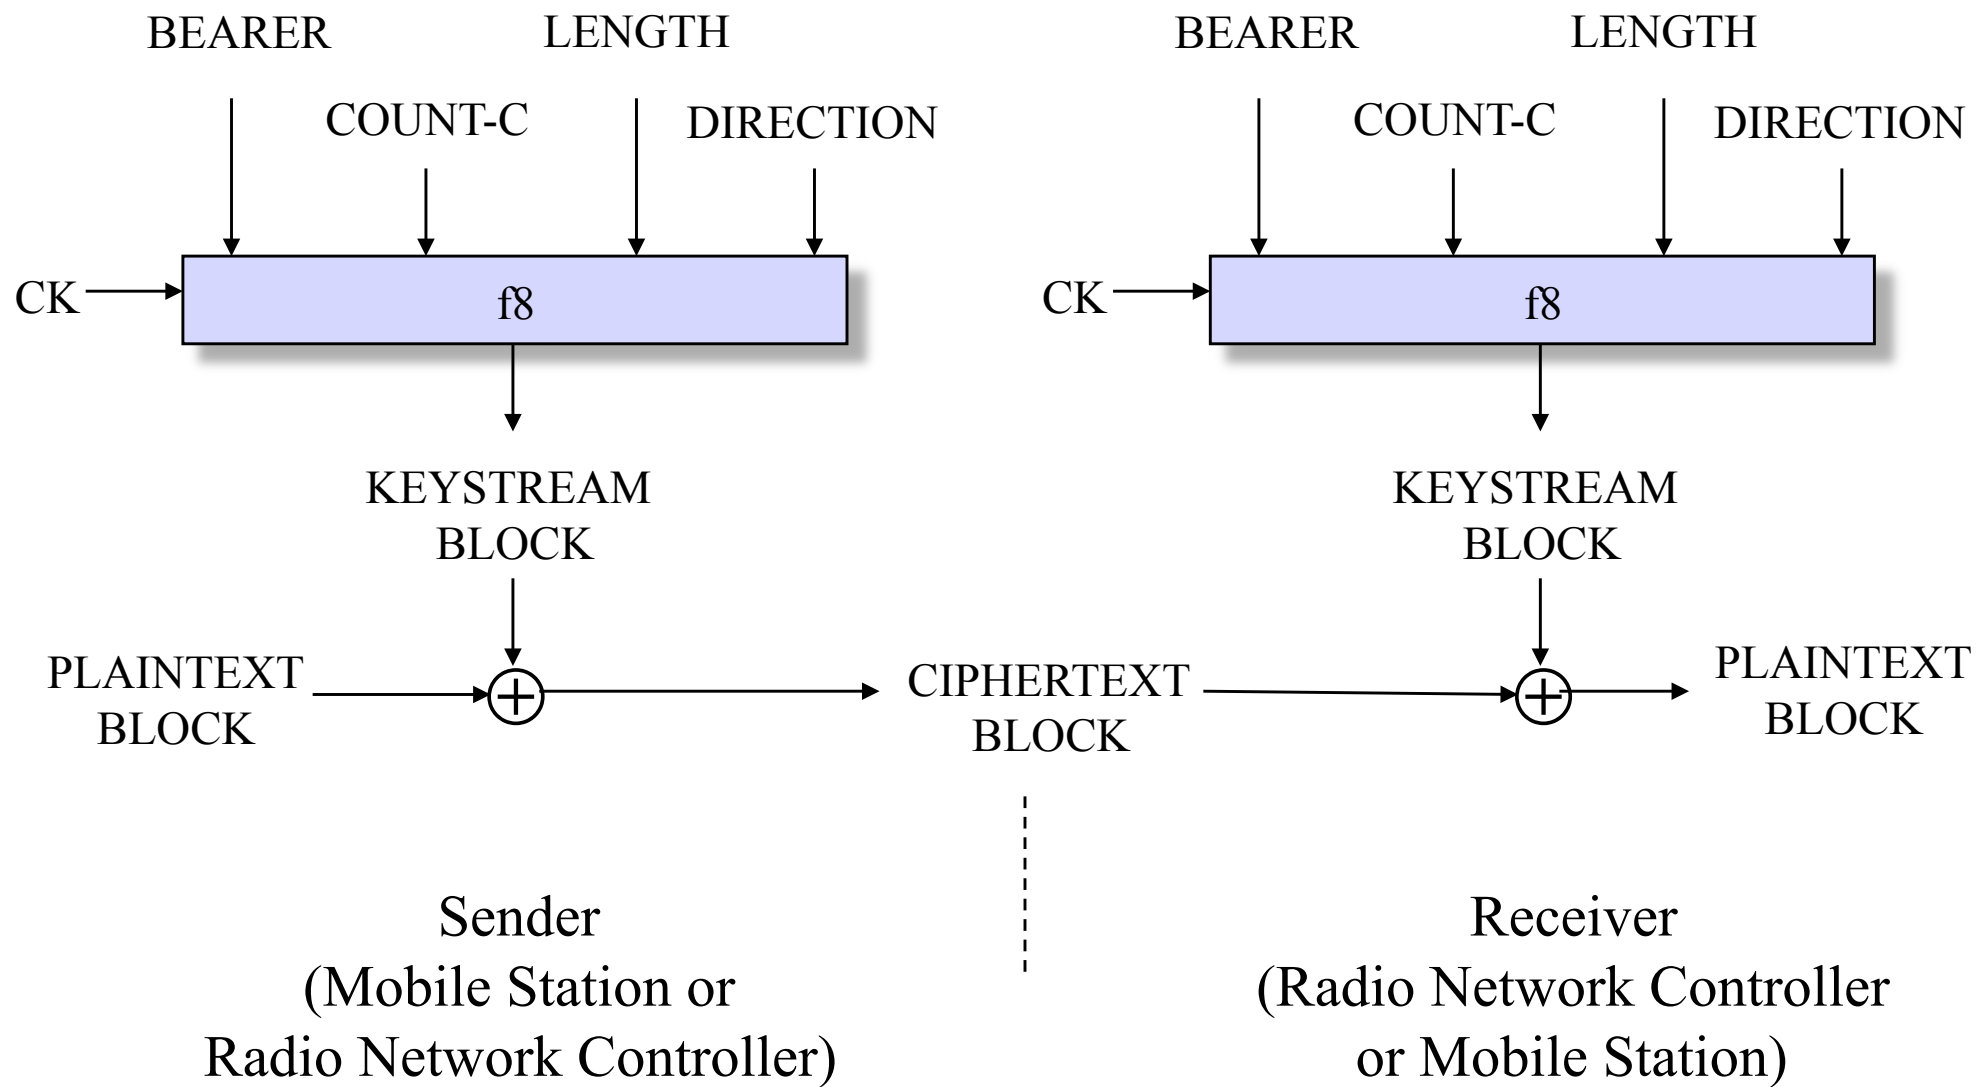 BEARER
LENGTH
BEARER
LENGTH
COUNT-C
DIRECTION
COUNT-C
DIRECTION
CK
f8
CK
f8
KEYSTREAM
BLOCK
KEYSTREAM
BLOCK
PLAINTEXT
BLOCK
CIPHERTEXT
BLOCK
PLAINTEXT
BLOCK
Sender
(Mobile Station or
Radio Network Controller)
Receiver
(Radio Network Controller
or Mobile Station)